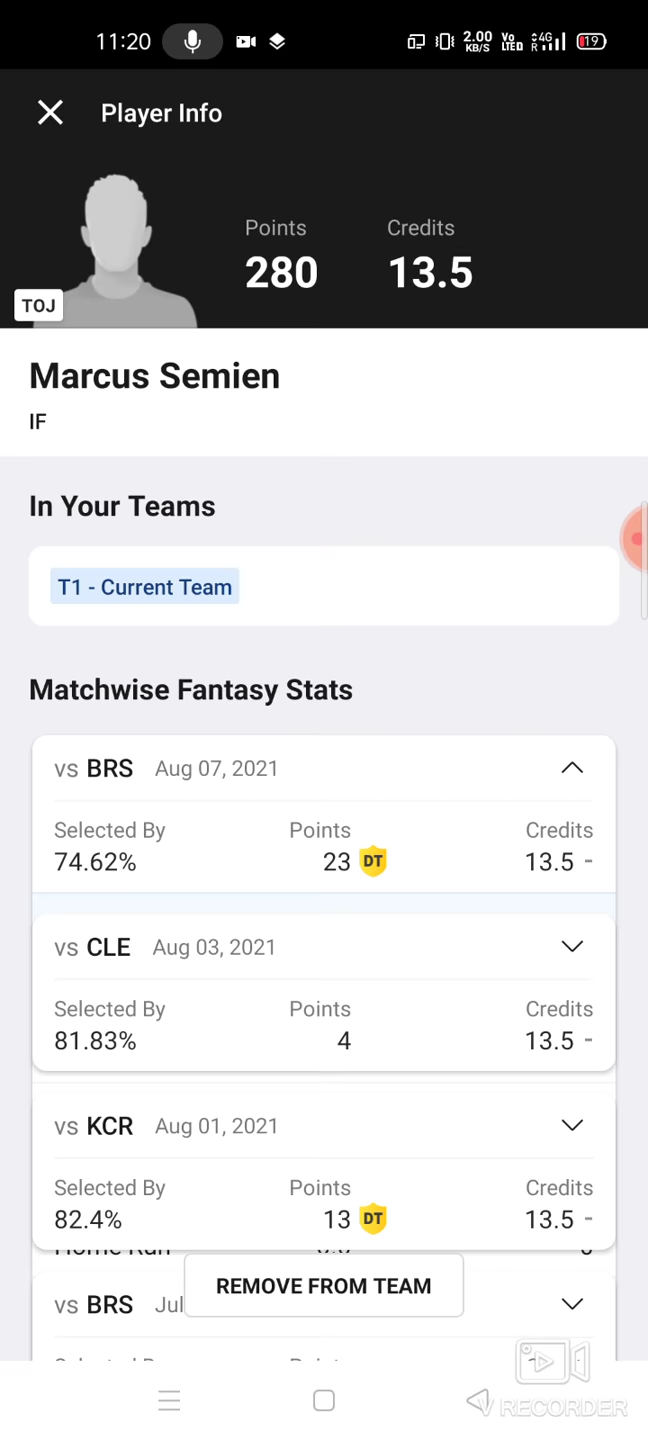 11:20
2.00 KB/S
Vo LTED
4G R
19
Player Info
Points
Credits
280
13.5
TOJ
Marcus Semien
IF
In Your Teams
T1 - Current Team
Matchwise Fantasy Stats
vs BRS Aug 07, 2021
Selected By Points Credits
74.62% 23 DT 13.5 -
vs CLE Aug 03, 2021
Selected By Points Credits
81.83% 4 13.5 -
vs KCR Aug 01, 2021
Selected By Points Credits
82.4% 13 DT 13.5 -
Home Run
REMOVE FROM TEAM
vs BRS Jul
V RECORDER